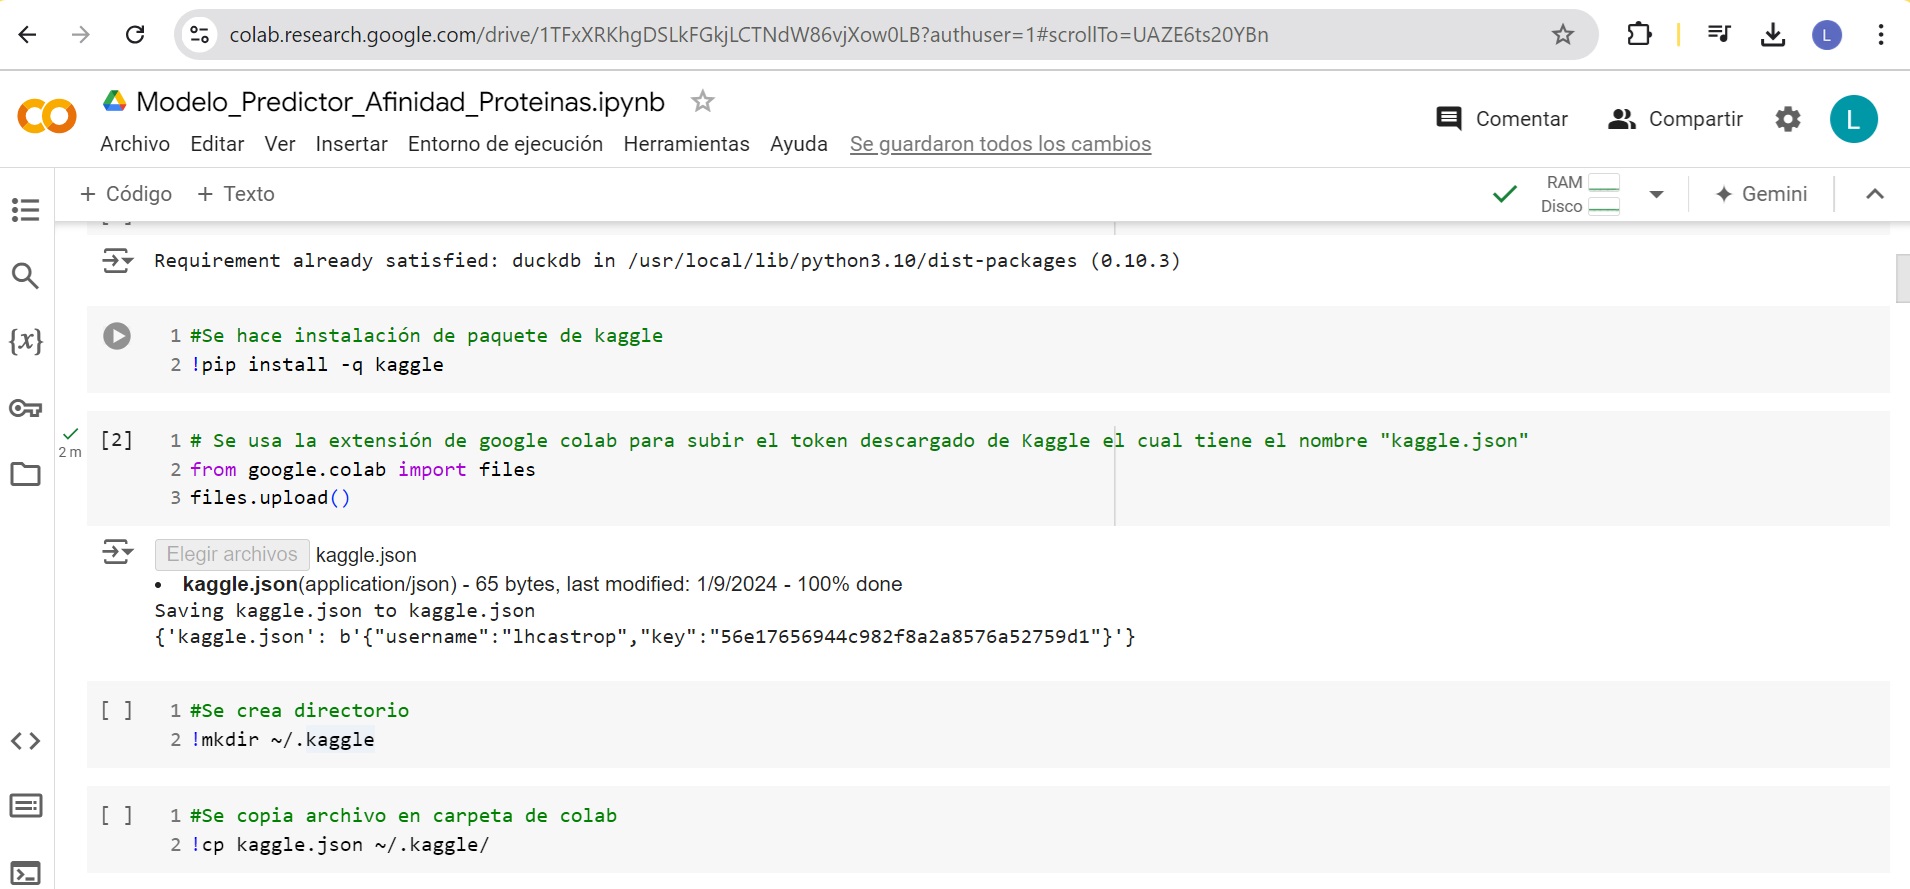 colab.research.google.com/drive/1TFxXRKhgDSLkFGkjLCTNdW86vjXow0LB?authuser=1#scrollTo=UAZE6ts20YBn
L
Modelo_Predictor_Afinidad_Proteinas.ipynb
Comentar
Compartir
L
Archivo Editar Ver Insertar Entorno de ejecución Herramientas Ayuda Se guardaron todos los cambios
+ Código + Texto
RAM
Disco
Gemini
Requirement already satisfied: duckdb in /usr/local/lib/python3.10/dist-packages (0.10.3)
1 #Se hace instalación de paquete de kaggle
2 !pip install -q kaggle
2 m
[2]
1 # Se usa la extensión de google colab para subir el token descargado de Kaggle el cual tiene el nombre "kaggle.json"
2 from google.colab import files
3 files.upload()
Elegir archivos kaggle.json
• kaggle.json(application/json) - 65 bytes, last modified: 1/9/2024 - 100% done
Saving kaggle.json to kaggle.json
{'kaggle.json': b'{"username":"lhcastrop","key":"56e17656944c982f8a2a8576a52759d1"}'}
[ ] 1 #Se crea directorio
2 !mkdir ~/.kaggle
[ ] 1 #Se copia archivo en carpeta de colab
2 !cp kaggle.json ~/.kaggle/